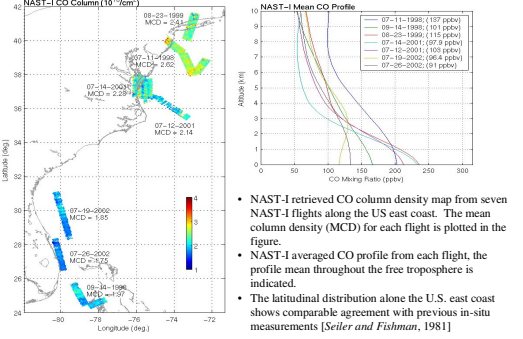 NAST-I CO Column (10¹⁸/cm²)
42
40
38
36
34
32
30
28
26
24
-80
-78
-76
-74
-72
Latitude (deg.)
Longitude (deg.)
08-23-1999
07-11-1998
MCD = 2.62
07-14-2001
07-12-2001
MCD = 2.14
07-19-2002
MCD = 1.85
07-26-2002
MCD = 1.75
09-14-1998
MCD = 1.97
4
3
2
1
NAST-I Mean CO Profile
10
9
8
7
6
5
4
3
2
1
0
Altitude (km)
0
50
100
150
200
250
300
CO Mixing Ratio (ppbv)
07-11-1998; (137 ppbv)
09-14-1998; (101 ppbv)
08-23-1999; (115 ppbv)
07-14-2001; (97.9 ppbv)
07-12-2001; (103 ppbv)
07-19-2002; (96.4 ppbv)
07-26-2002; (91 ppbv)
• NAST-I retrieved CO column density map from seven
NAST-I flights along the US east coast. The mean
column density (MCD) for each flight is plotted in the
figure.
• NAST-I averaged CO profile from each flight, the
profile mean throughout the free troposphere is
indicated.
• The latitudinal distribution alone the U.S. east coast
shows comparable agreement with previous in-situ
measurements [Seiler and Fishman, 1981]